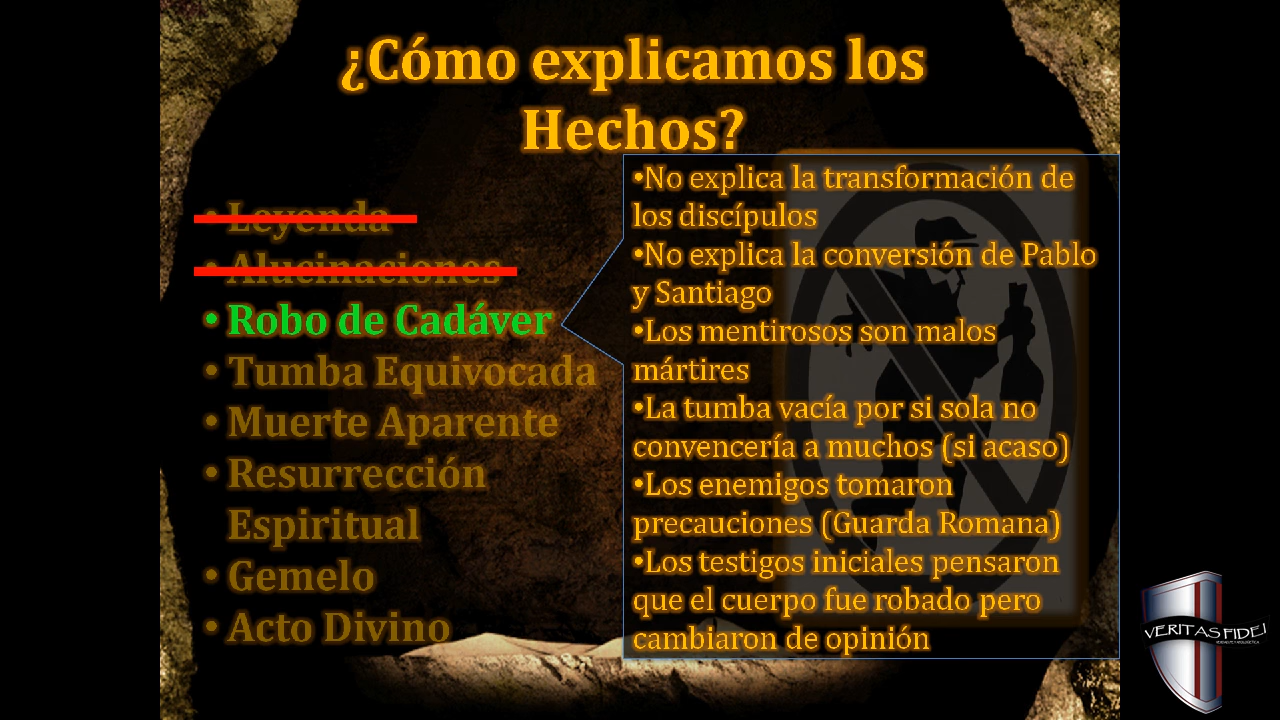 ¿Cómo explicamos los
Hechos?
• Leyenda
• Alucinaciones
• Robo de Cadáver
• Tumba Equivocada
• Muerte Aparente
• Resurrección
Espiritual
• Gemelo
• Acto Divino
•No explica la transformación de
los discípulos
•No explica la conversión de Pablo
y Santiago
•Los mentirosos son malos
mártires
•La tumba vacía por si sola no
convencería a muchos (si acaso)
•Los enemigos tomaron
precauciones (Guarda Romana)
•Los testigos iniciales pensaron
que el cuerpo fue robado pero
cambiaron de opinión
VERITAS FIDEI